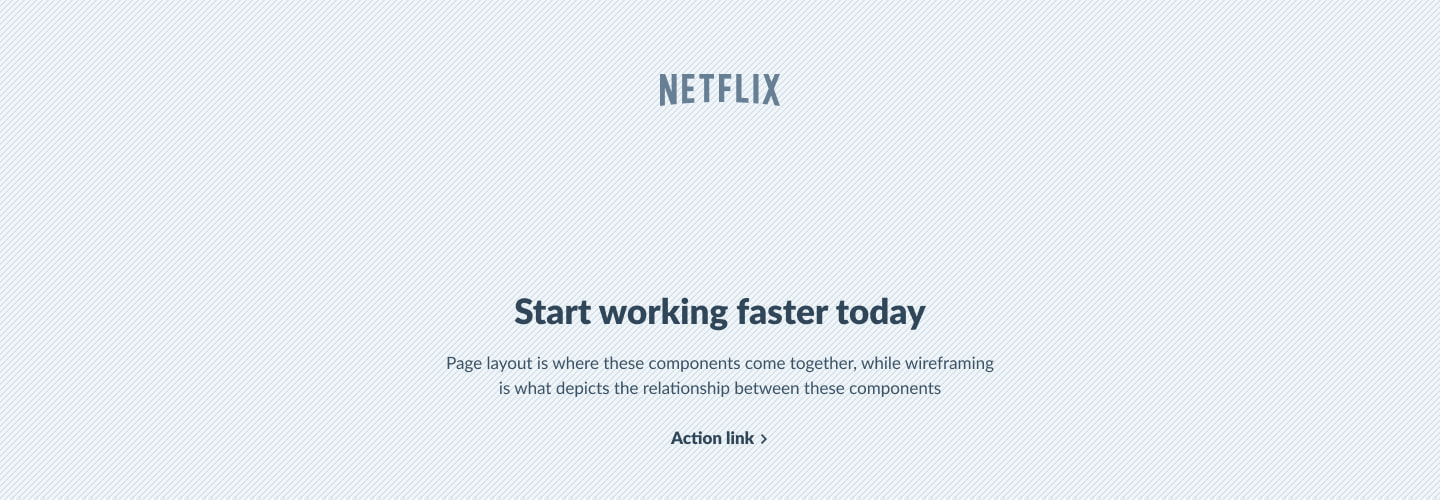 NETFLIX
Start working faster today
Page layout is where these components come together, while wireframing
is what depicts the relationship between these components
Action link